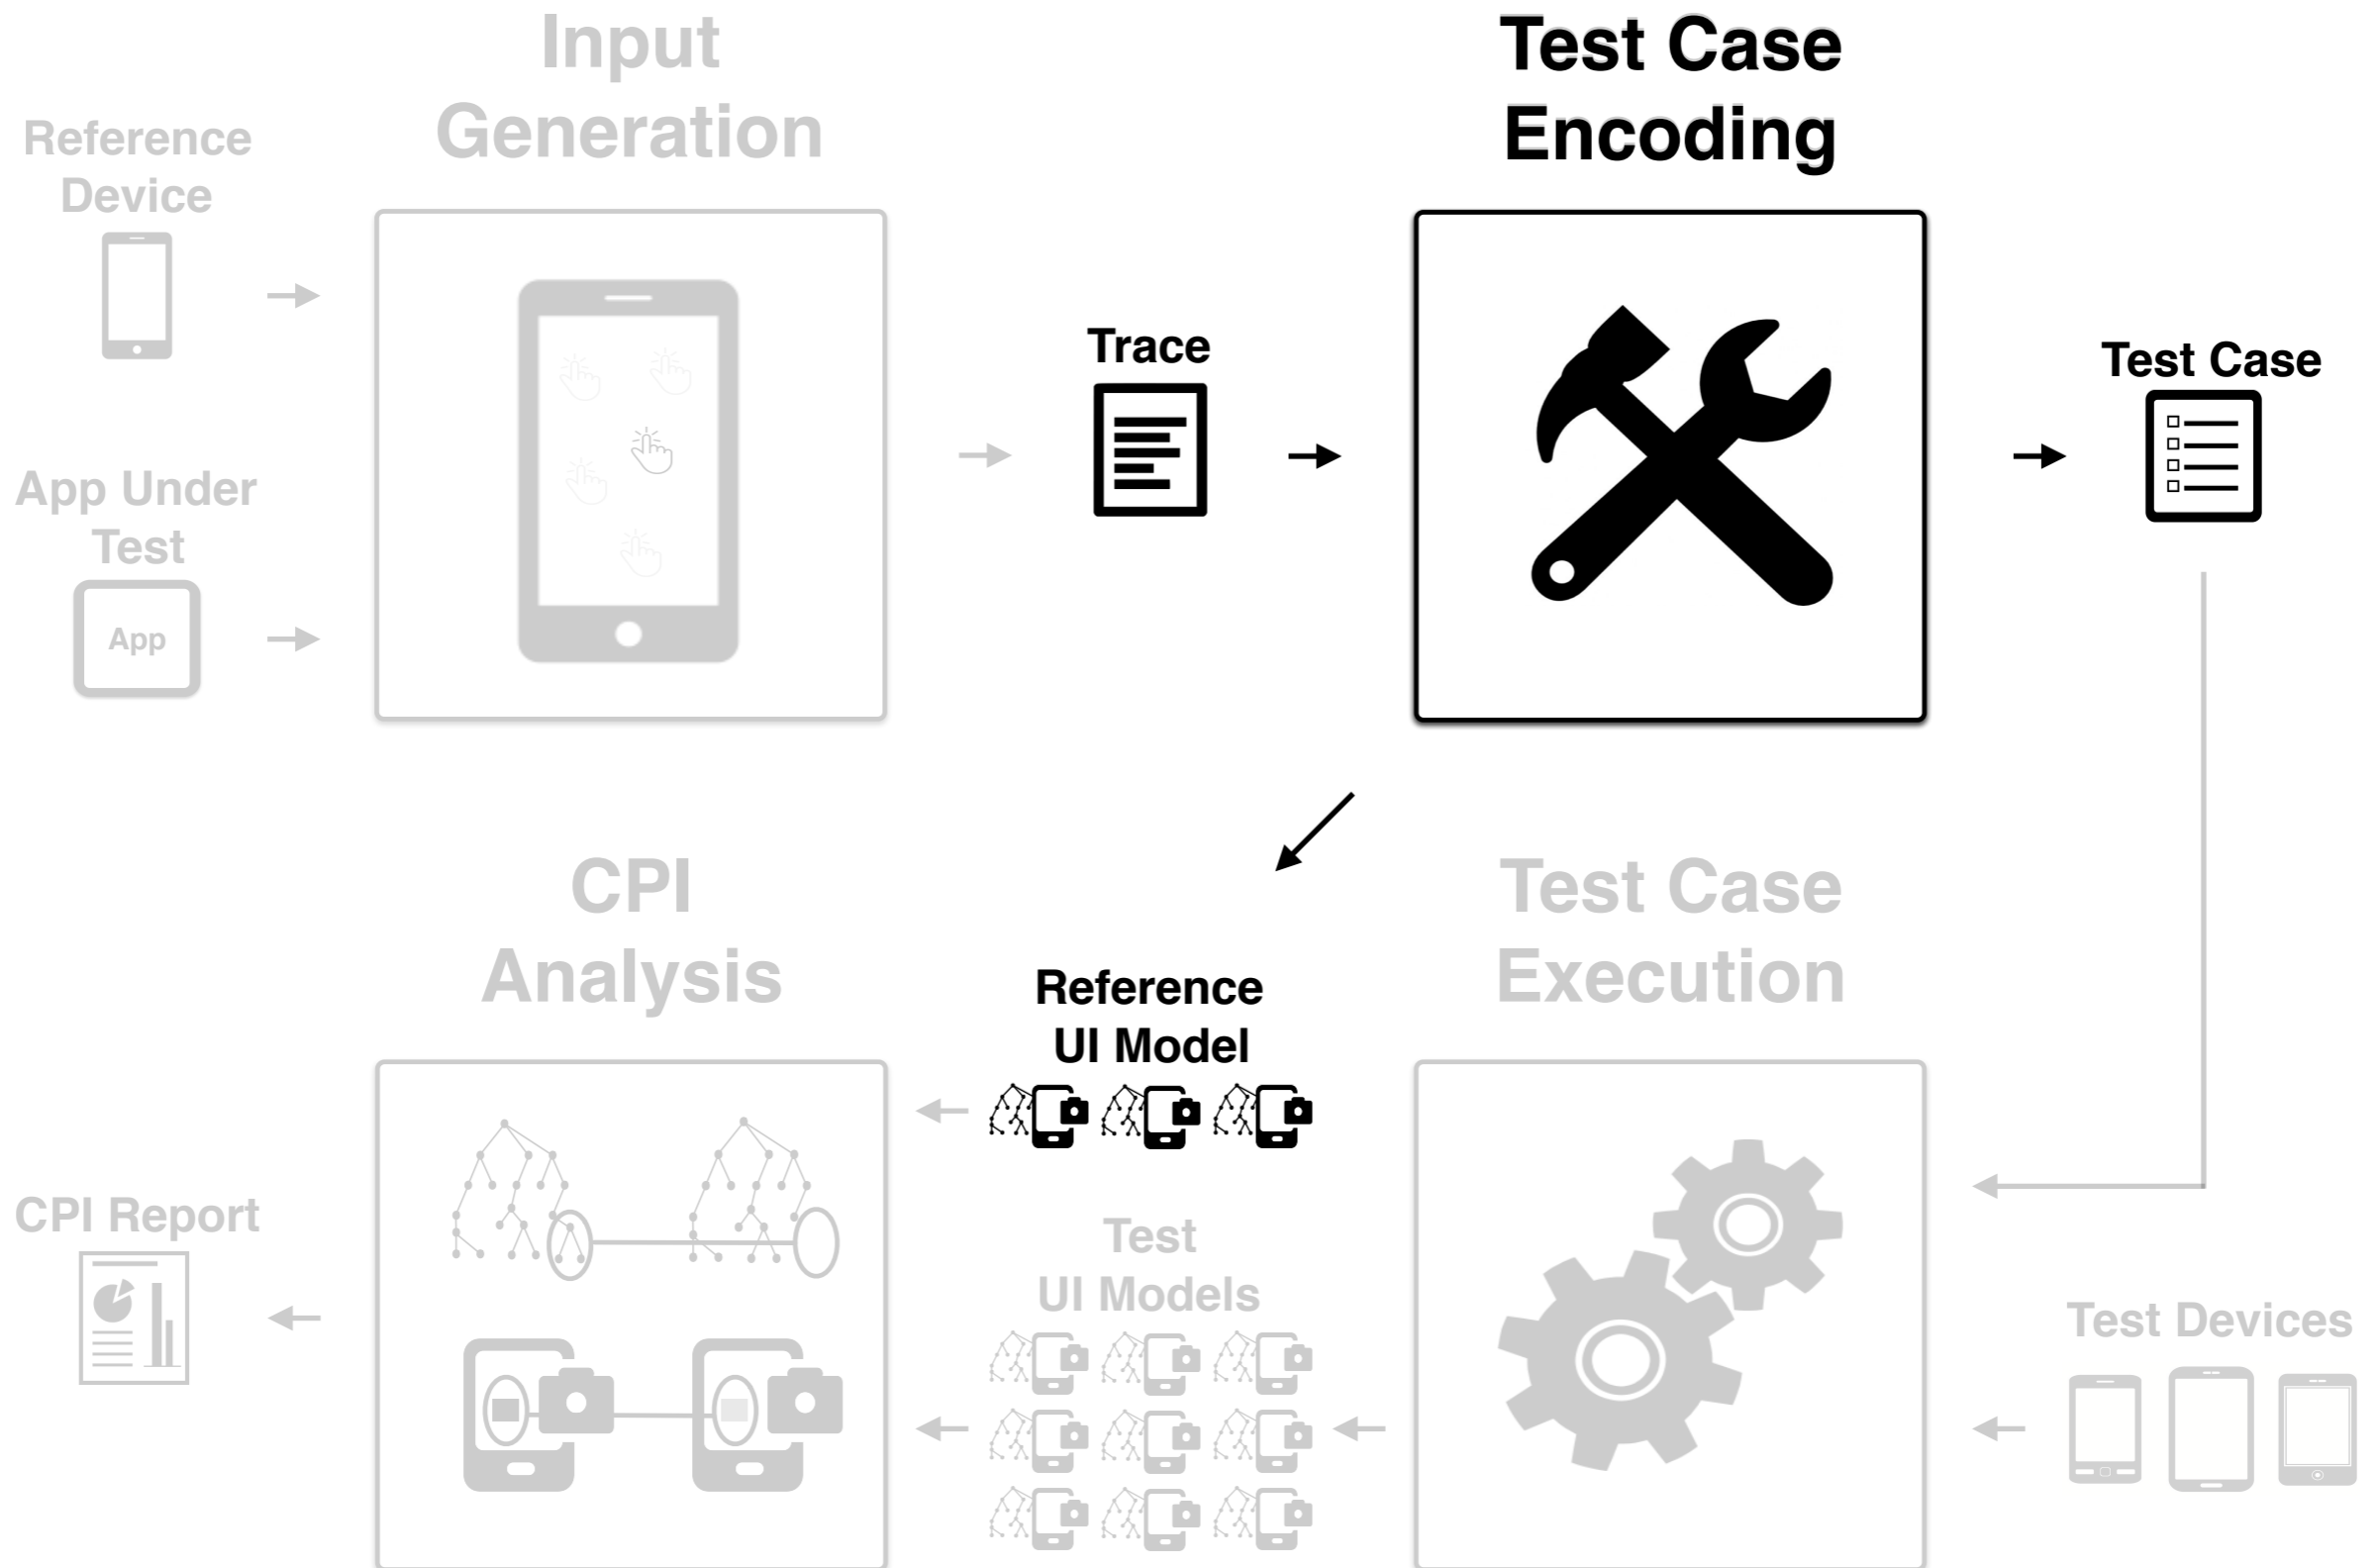 Input
Generation
Test Case
Encoding
Reference
Device
Trace
Test Case
App Under
Test
App
CPI
Analysis
Test Case
Execution
Reference
UI Model
CPI Report
Test
UI Models
Test Devices